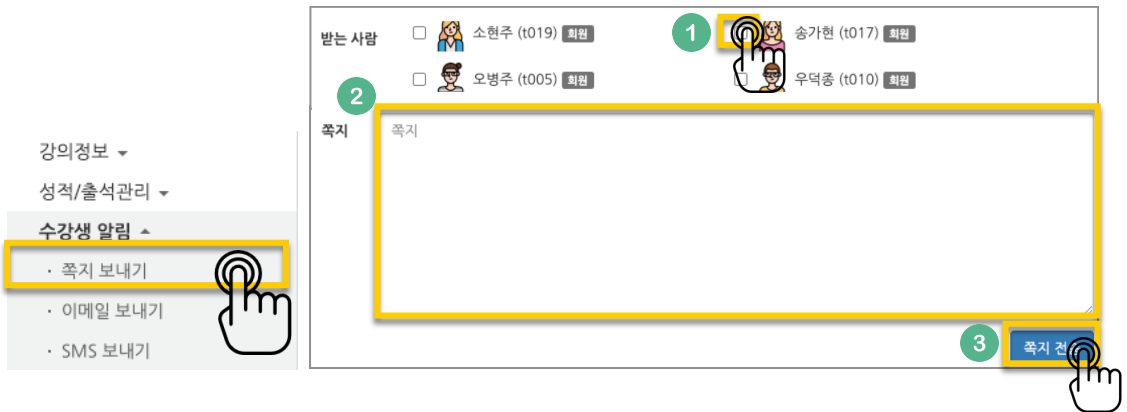 강의정보
성적/출석관리
수강생 알림
· 쪽지 보내기
· 이메일 보내기
· SMS 보내기
받는 사람
소현주 (t019) 회원
1
송가현 (t017) 회원
오병주 (t005) 회원
우덕종 (t010) 회원
2
쪽지
쪽지
3
쪽지